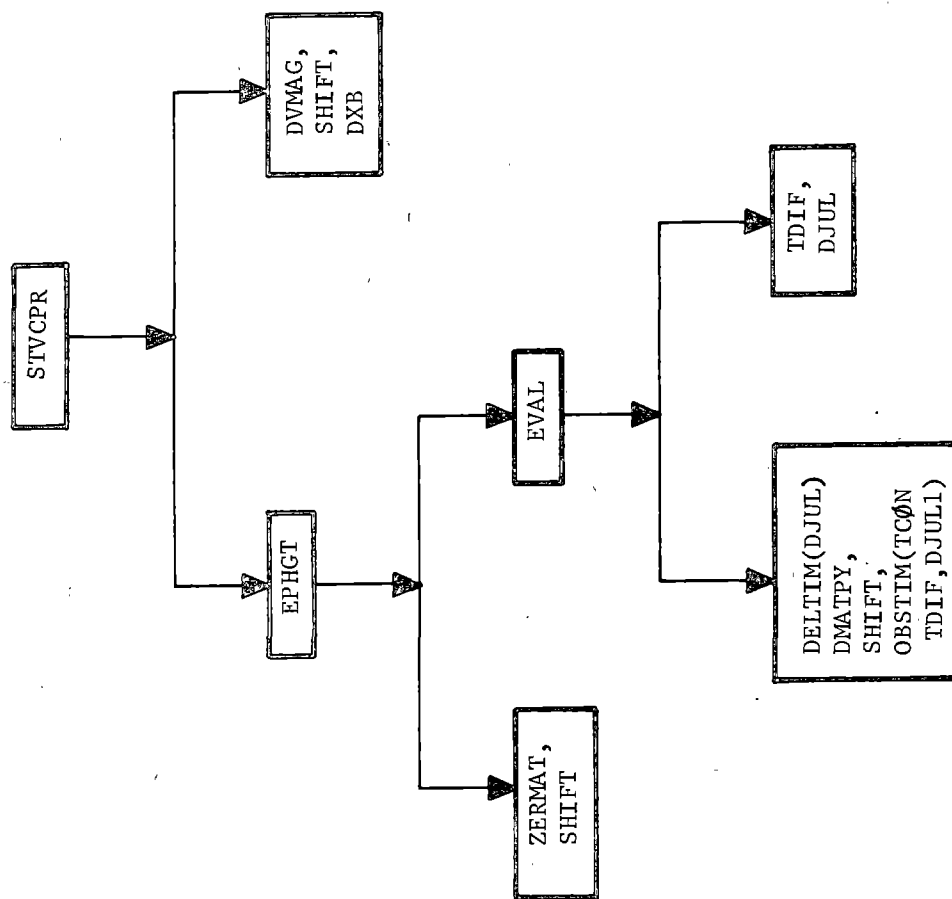 STVCPR
DVMAG,
SHIFT,
DXB
EPHGT
ZERMAT,
SHIFT
EVAL
DELTIM(DJUL)
DMATPY,
SHIFT,
OBSTIM(TCØN
TDIF,DJUL1)
TDIF,
DJUL